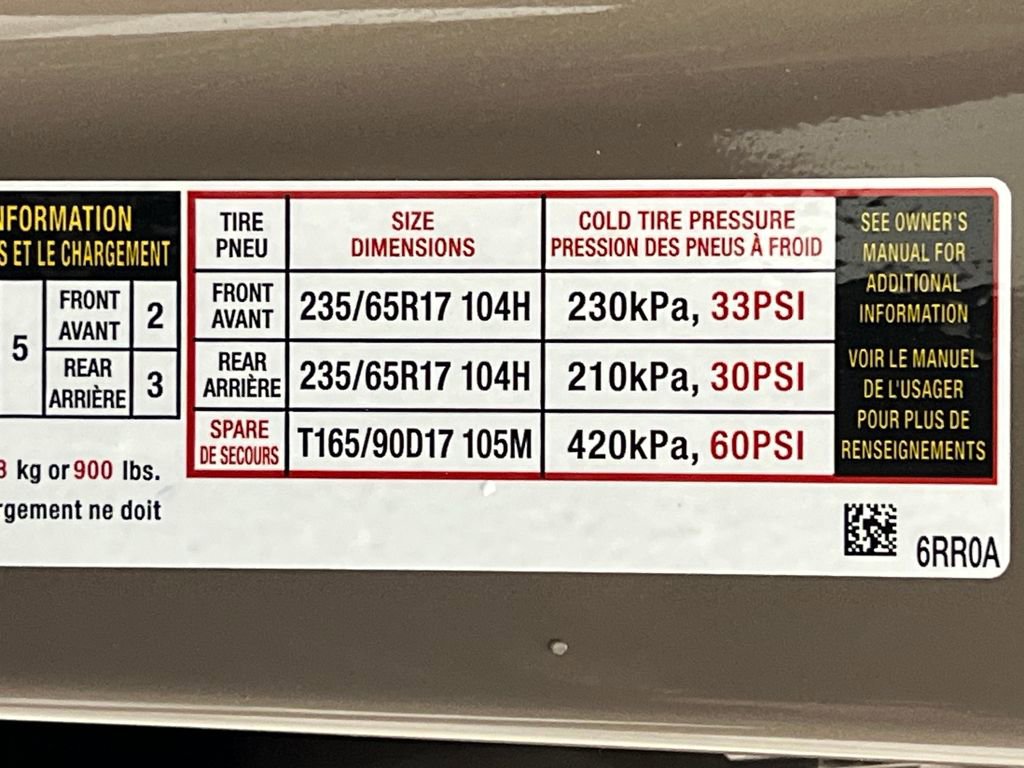 INFORMATION
ET LE CHARGEMENT
5
FRONT
AVANT
2
REAR
ARRIÈRE
3
kg or 900 lbs.
ne doit
TIRE
PNEU
SIZE
DIMENSIONS
COLD TIRE PRESSURE
PRESSION DES PNEUS À FROID
FRONT
AVANT
235/65R17 104H
230kPa, 33PSI
REAR
ARRIÈRE
235/65R17 104H
210kPa, 30PSI
SPARE
DE SECOURS
T165/90D17 105M
420kPa, 60PSI
SEE OWNER'S
MANUAL FOR
ADDITIONAL
INFORMATION
VOIR LE MANUEL
DE L'USAGER
POUR PLUS DE
RENSEIGNEMENTS
6RR0A